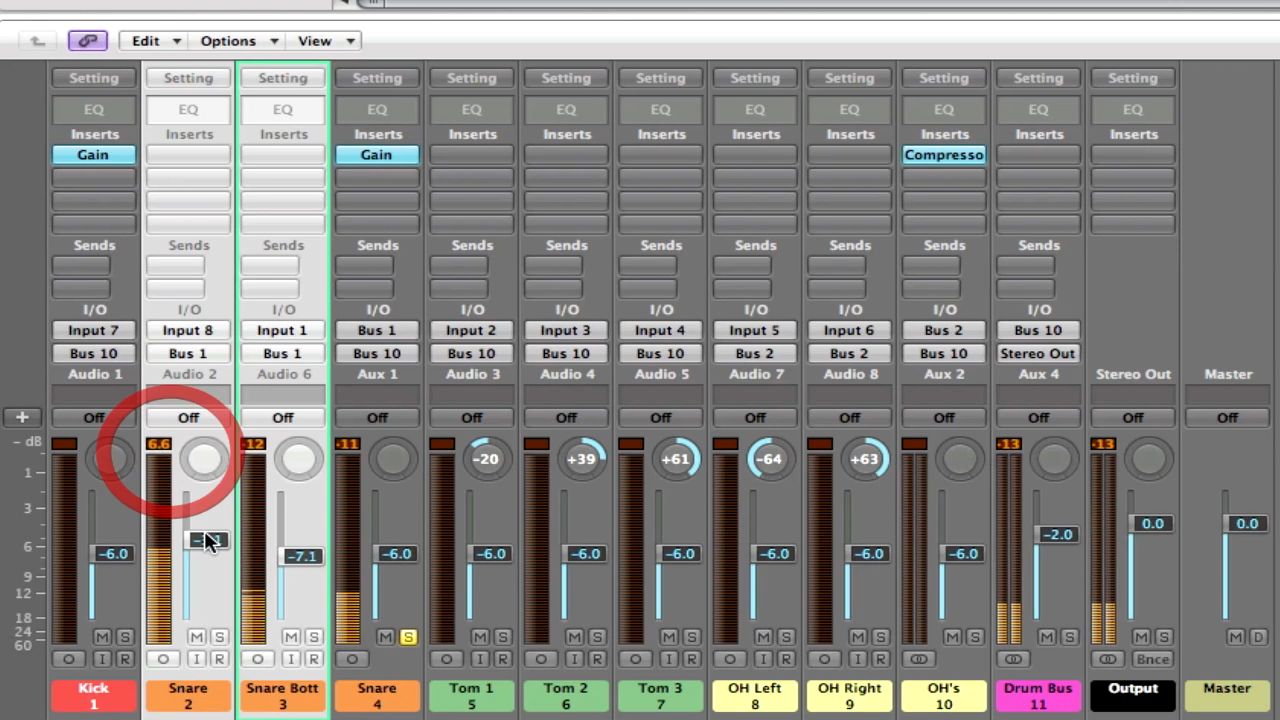 Edit Options View
Setting Setting Setting Setting Setting Setting Setting Setting Setting Setting Setting Setting
EQ EQ EQ EQ EQ EQ EQ EQ EQ EQ EQ EQ
Inserts Inserts Inserts Inserts Inserts Inserts Inserts Inserts Inserts Inserts Inserts Inserts
Gain Gain Compresso
Sends Sends Sends Sends Sends Sends Sends Sends Sends Sends Sends
I/O I/O I/O I/O I/O I/O I/O I/O I/O I/O I/O
Input 7 Input 8 Input 1 Bus 1 Input 2 Input 3 Input 4 Input 5 Input 6 Bus 2 Bus 10
Bus 10 Bus 1 Bus 1 Bus 10 Bus 10 Bus 10 Bus 10 Bus 2 Bus 2 Bus 10 Stereo Out
Audio 1 Audio 2 Audio 6 Aux 1 Audio 3 Audio 4 Audio 5 Audio 7 Audio 8 Aux 2 Aux 4 Stereo Out Master
+ Off Off Off Off Off Off Off Off Off Off Off Off Off
- dB 6.6 -12 -11 -13 -13
-20 +39 +61 -64 +63
1
3
0.0 0.0
-2.0
6 -6.0 -7.1 -6.0 -6.0 -6.0 -6.0 -6.0 -6.0 -6.0
9
12
18
24
60 M S M S M S M S M S M S M S M S M S M S M S M S M D
I R I R I R I R I R I R I R I R Bnce
Kick Snare Snare Bott Snare Tom 1 Tom 2 Tom 3 OH Left OH Right OH's Drum Bus Output Master
1 2 3 4 5 6 7 8 9 10 11